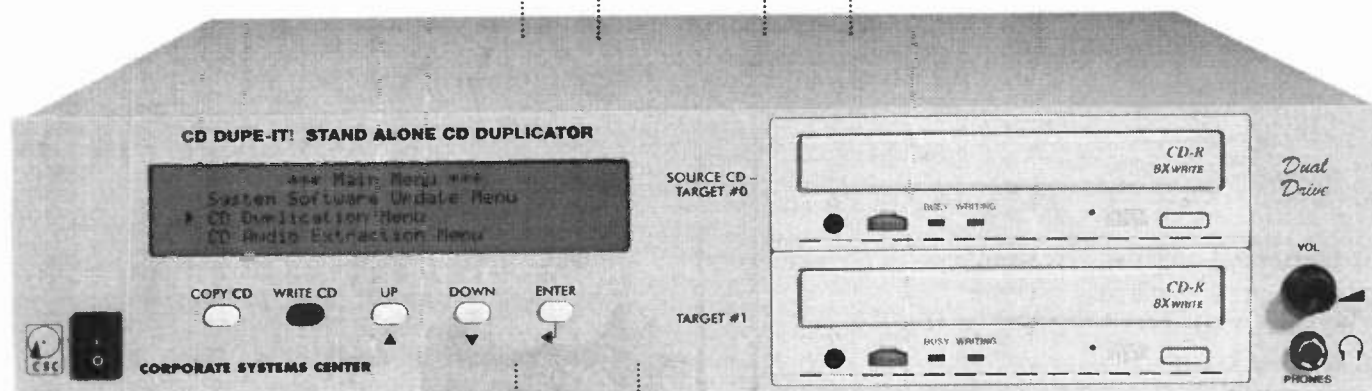 CD DUPE-IT! STAND ALONE CD DUPLICATOR
*** Main Menu ***
System Software Update Menu
CD Duplication Menu
CD Audio Extraction Menu
COPY CD WRITE CD UP DOWN ENTER
CSC
CORPORATE SYSTEMS CENTER
SOURCE CD –
TARGET #0
CD-R
8X WRITE
BUSY WRITING
TARGET #1
CD-R
8X WRITE
BUSY WRITING
Dual
Drive
VOL
PHONES